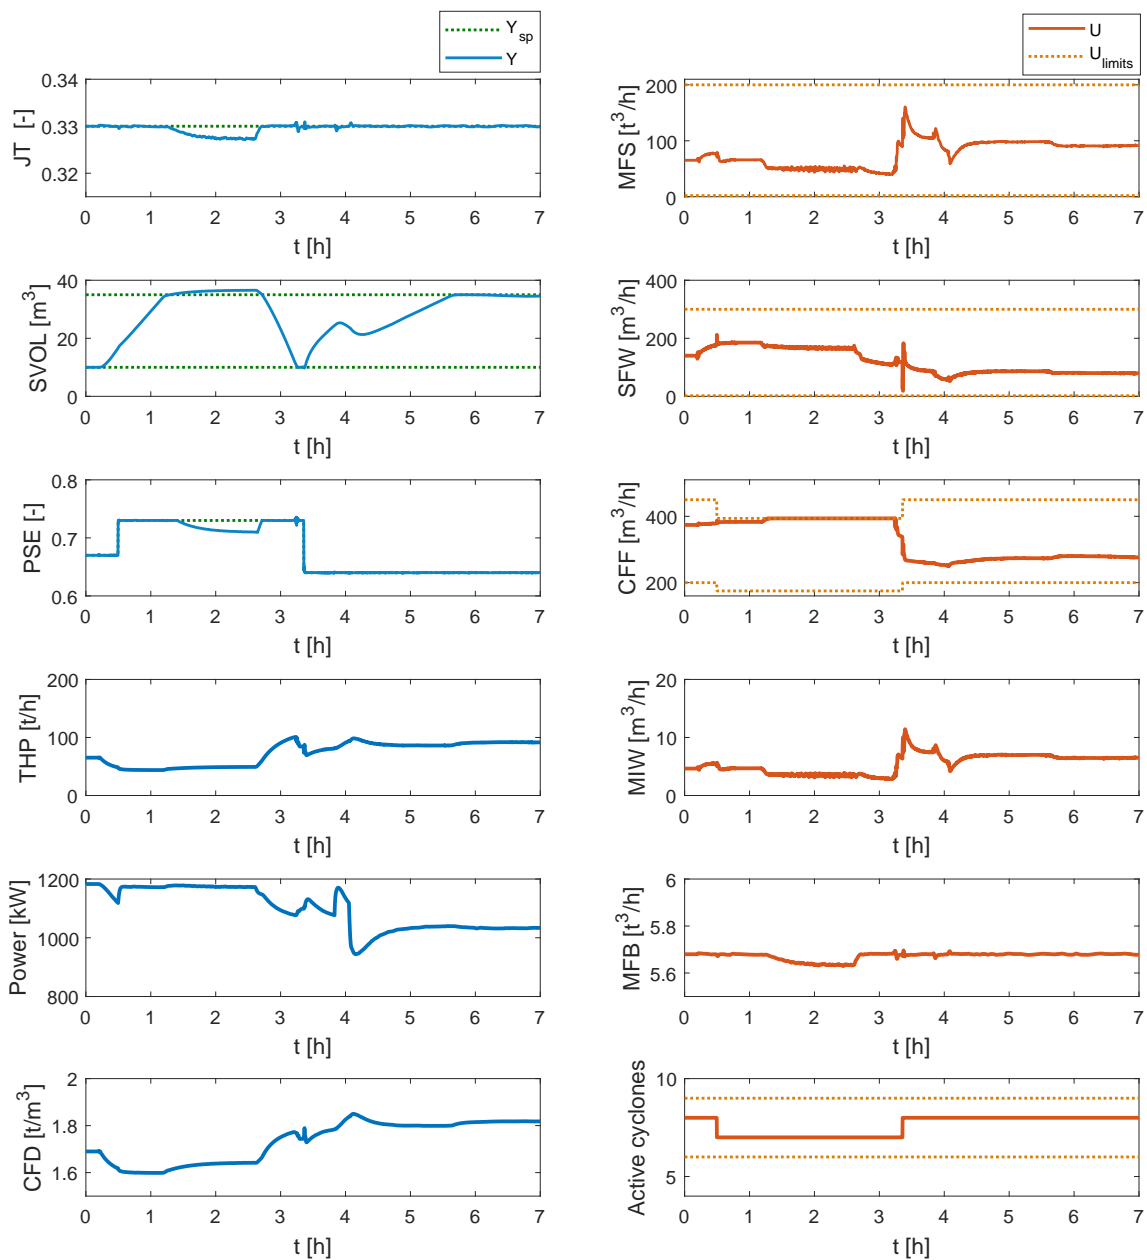 Y_sp
Y
U
U_limits
0.34
0.33
0.32
JT [-]
0 1 2 3 4 5 6 7
t [h]
200
100
0
MFS [t^3/h]
0 1 2 3 4 5 6 7
t [h]
40
20
0
SVOL [m^3]
0 1 2 3 4 5 6 7
t [h]
400
200
0
SFW [m^3/h]
0 1 2 3 4 5 6 7
t [h]
0.8
0.7
0.6
PSE [-]
0 1 2 3 4 5 6 7
t [h]
400
200
CFF [m^3/h]
0 1 2 3 4 5 6 7
t [h]
200
100
0
THP [t/h]
0 1 2 3 4 5 6 7
t [h]
20
10
0
MIW [m^3/h]
0 1 2 3 4 5 6 7
t [h]
1200
1000
800
Power [kW]
0 1 2 3 4 5 6 7
t [h]
6
5.8
5.6
MFB [t^3/h]
0 1 2 3 4 5 6 7
t [h]
2
1.8
1.6
CFD [t/m^3]
0 1 2 3 4 5 6 7
t [h]
10
5
Active cyclones
0 1 2 3 4 5 6 7
t [h]